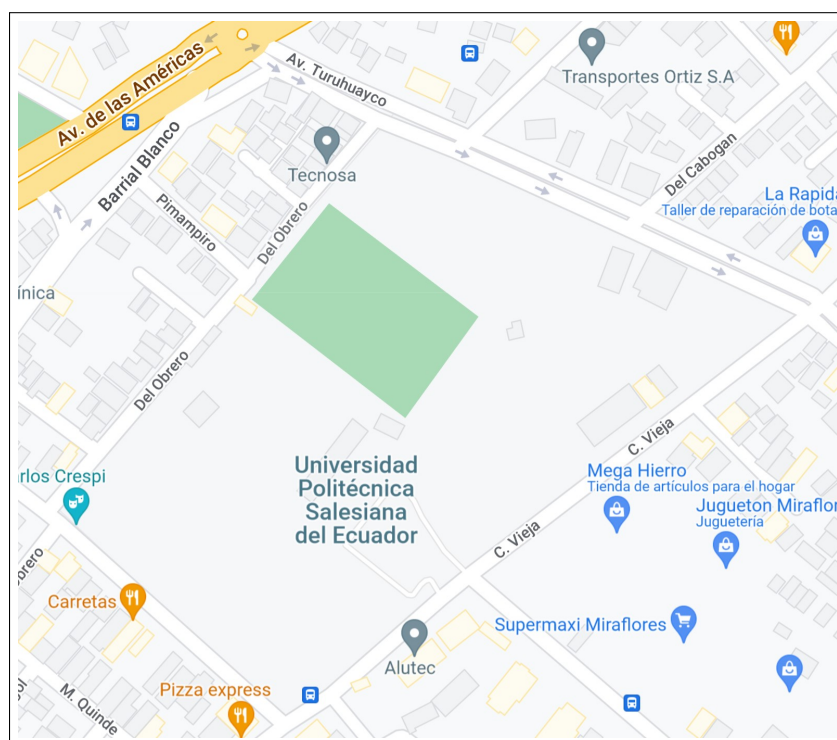 Av. de las Américas
Av. Turuhuayco
Transportes Ortiz S.A
Barrial Blanco
Tecnosa
Del Cabogan
Pimampiro
Del Obrero
La Rapida
Taller de reparación de bota
ínica
Del Obrero
C. Vieja
rlos Crespi
Universidad
Politécnica
Salesiana
del Ecuador
Mega Hierro
Tienda de artículos para el hogar
Jugueton Miraflor
Juguetería
C. Vieja
brero
Carretas
Supermaxi Miraflores
Alutec
Pizza express
M. Quinde